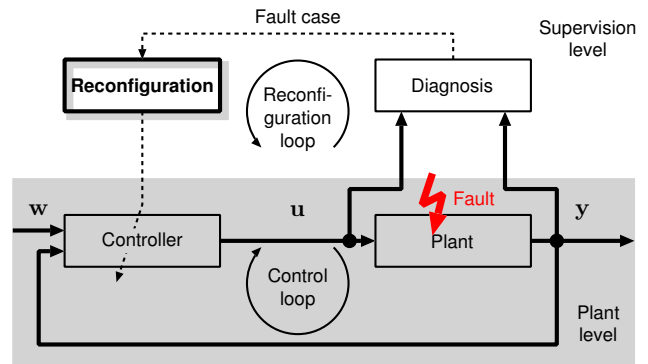 Fault case
Supervision
level
Reconfiguration
Reconfi-
guration
loop
Diagnosis
w
u
Fault
y
Controller
Plant
Control
loop
Plant
level